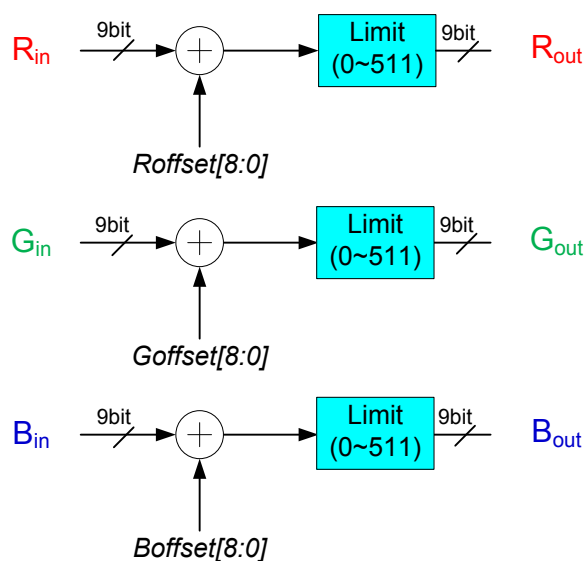 9bit Limit 9bit
Rin (0~511) Rout
Roffset[8:0]
9bit Limit 9bit
Gin (0~511) Gout
Goffset[8:0]
9bit Limit 9bit
Bin (0~511) Bout
Boffset[8:0]